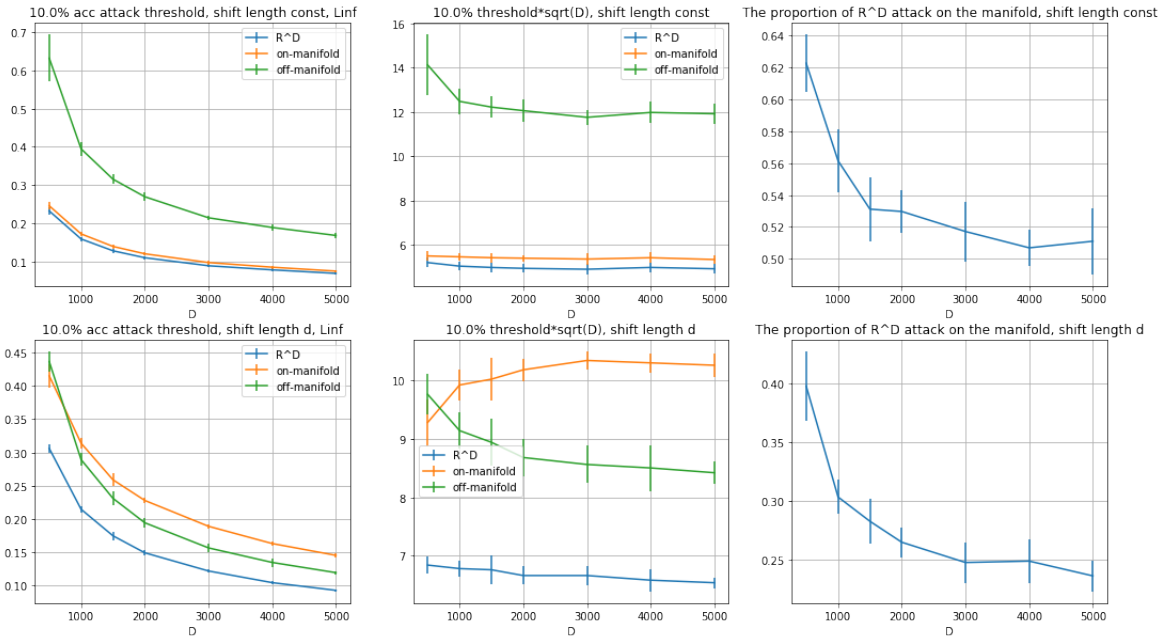 10.0% acc attack threshold, shift length const, Linf
0.7
0.6
0.5
0.4
0.3
0.2
0.1
1000 2000 3000 4000 5000
D
R^D
on-manifold
off-manifold
10.0% threshold*sqrt(D), shift length const
16
14
12
10
8
6
1000 2000 3000 4000 5000
D
R^D
on-manifold
off-manifold
The proportion of R^D attack on the manifold, shift length const
0.64
0.62
0.60
0.58
0.56
0.54
0.52
0.50
1000 2000 3000 4000 5000
D
10.0% acc attack threshold, shift length d, Linf
0.45
0.40
0.35
0.30
0.25
0.20
0.15
0.10
1000 2000 3000 4000 5000
D
R^D
on-manifold
off-manifold
10.0% threshold*sqrt(D), shift length d
10
9
8
7
1000 2000 3000 4000 5000
D
R^D
on-manifold
off-manifold
The proportion of R^D attack on the manifold, shift length d
0.40
0.35
0.30
0.25
1000 2000 3000 4000 5000
D